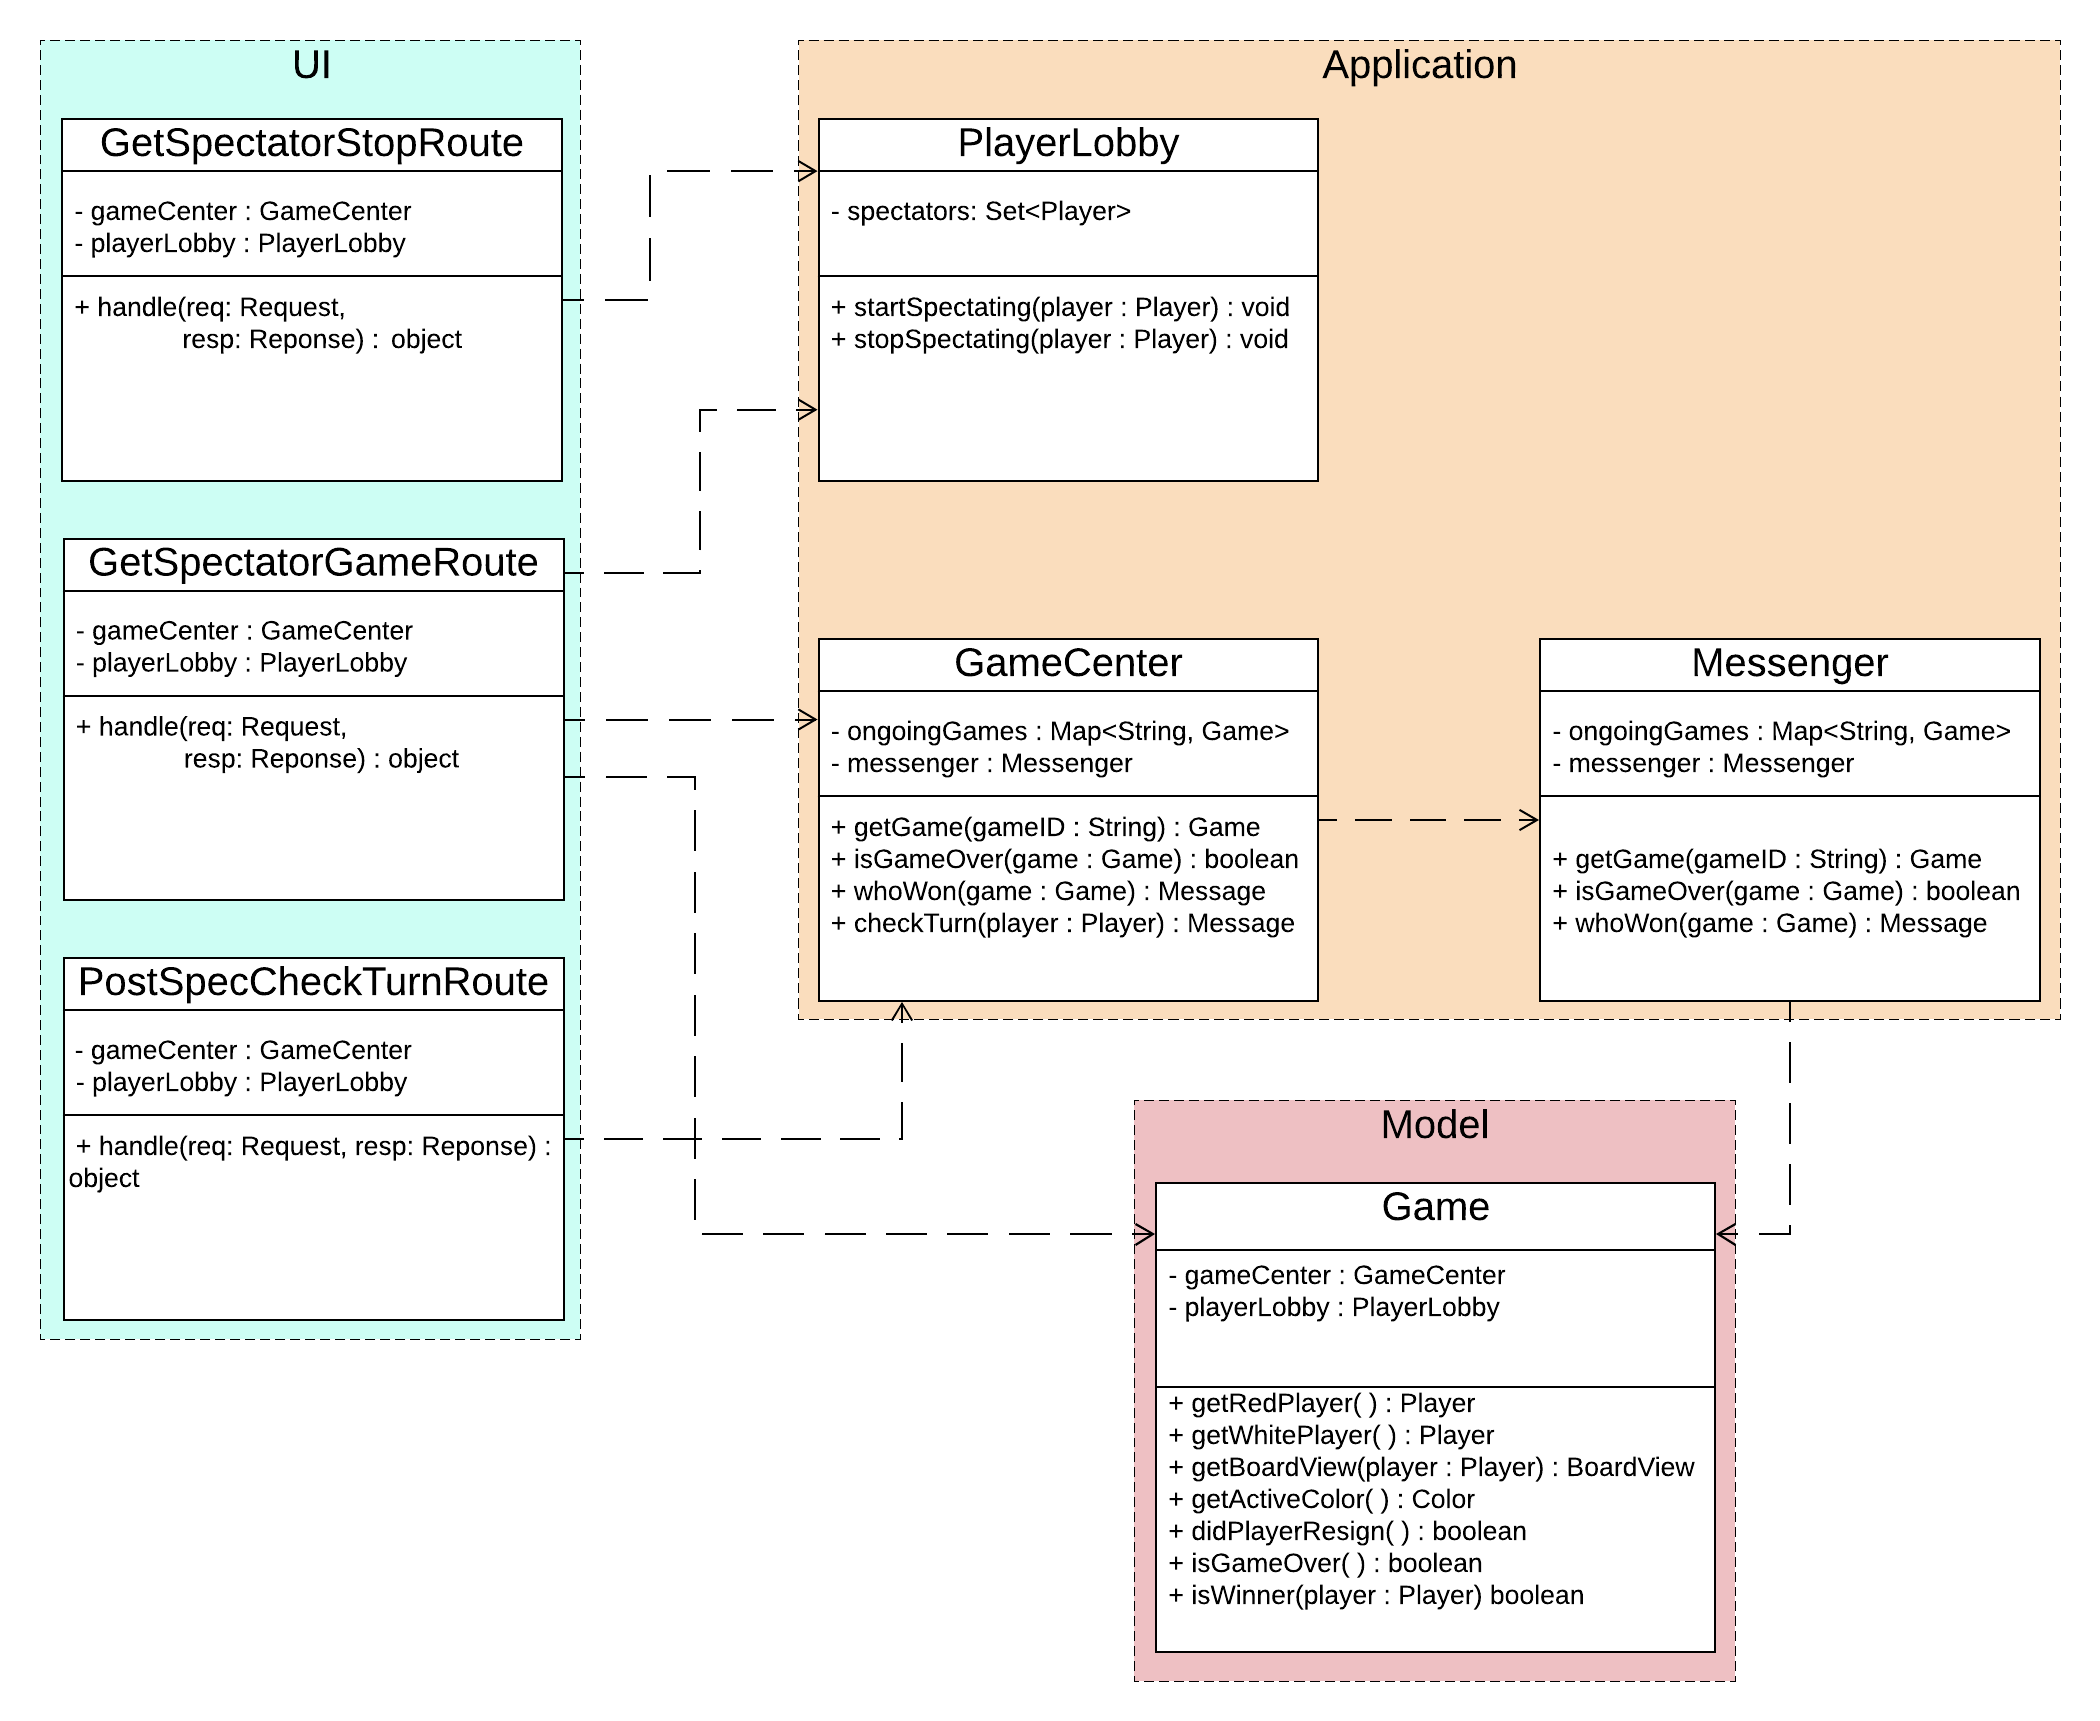 UI
GetSpectatorStopRoute
- gameCenter : GameCenter
- playerLobby : PlayerLobby
+ handle(req: Request,
resp: Reponse) : object
GetSpectatorGameRoute
- gameCenter : GameCenter
- playerLobby : PlayerLobby
+ handle(req: Request,
resp: Reponse) : object
PostSpecCheckTurnRoute
- gameCenter : GameCenter
- playerLobby : PlayerLobby
+ handle(req: Request, resp: Reponse) :
object
Application
PlayerLobby
- spectators: Set<Player>
+ startSpectating(player : Player) : void
+ stopSpectating(player : Player) : void
GameCenter
- ongoingGames : Map<String, Game>
- messenger : Messenger
+ getGame(gameID : String) : Game
+ isGameOver(game : Game) : boolean
+ whoWon(game : Game) : Message
+ checkTurn(player : Player) : Message
Messenger
- ongoingGames : Map<String, Game>
- messenger : Messenger
+ getGame(gameID : String) : Game
+ isGameOver(game : Game) : boolean
+ whoWon(game : Game) : Message
Model
Game
- gameCenter : GameCenter
- playerLobby : PlayerLobby
+ getRedPlayer( ) : Player
+ getWhitePlayer( ) : Player
+ getBoardView(player : Player) : BoardView
+ getActiveColor( ) : Color
+ didPlayerResign( ) : boolean
+ isGameOver( ) : boolean
+ isWinner(player : Player) boolean